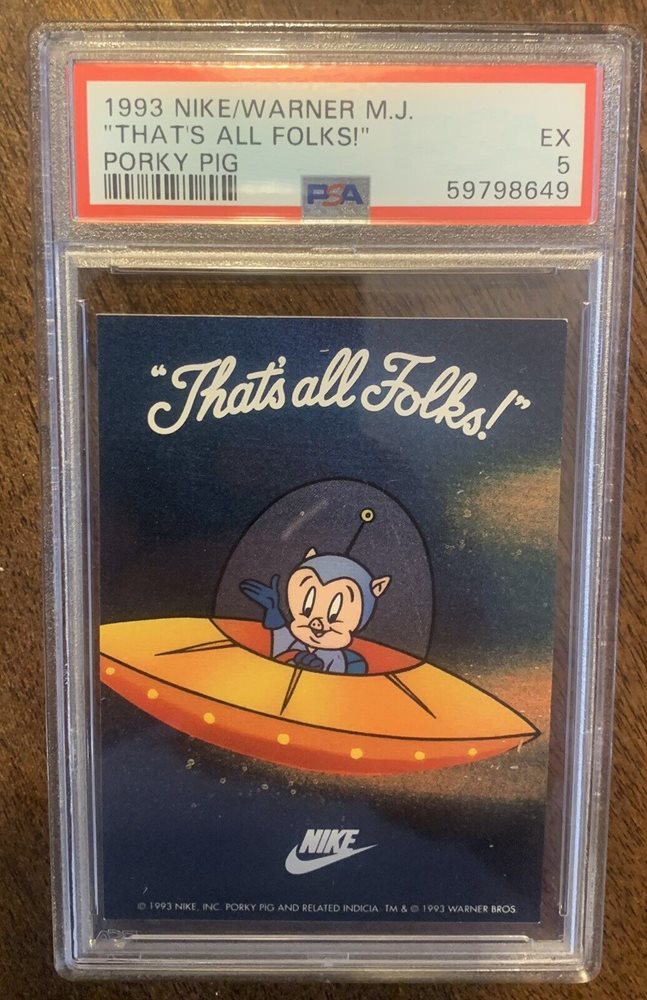 1993 NIKE/WARNER M.J.
"THAT'S ALL FOLKS!" EX
PORKY PIG 5
PSA 59798649
"That's all Folks!"
NIKE
© 1993 NIKE, INC. PORKY PIG AND RELATED INDICIA TM & © 1993 WARNER BROS.